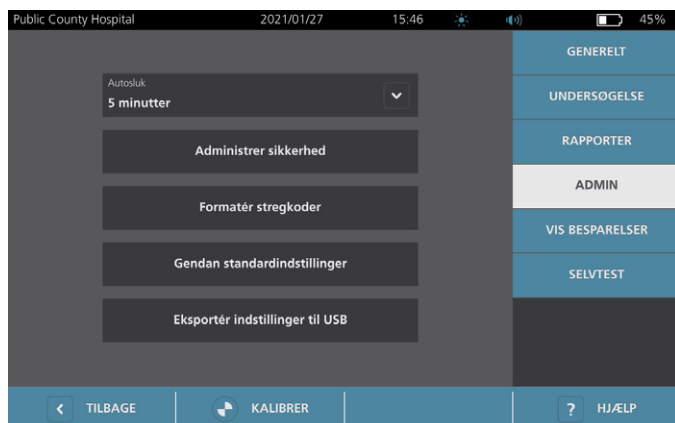 Public County Hospital 2021/01/27 15:46 45%
GENERELT
Autosluk
5 minutter
UNDERSØGELSE
Administrer sikkerhed
RAPPORTER
Formatér stregkoder
ADMIN
VIS BESPARELSER
Gendan standardindstillinger
SELVTEST
Eksportér indstillinger til USB
TILBAGE KALIBRER ? HJÆLP